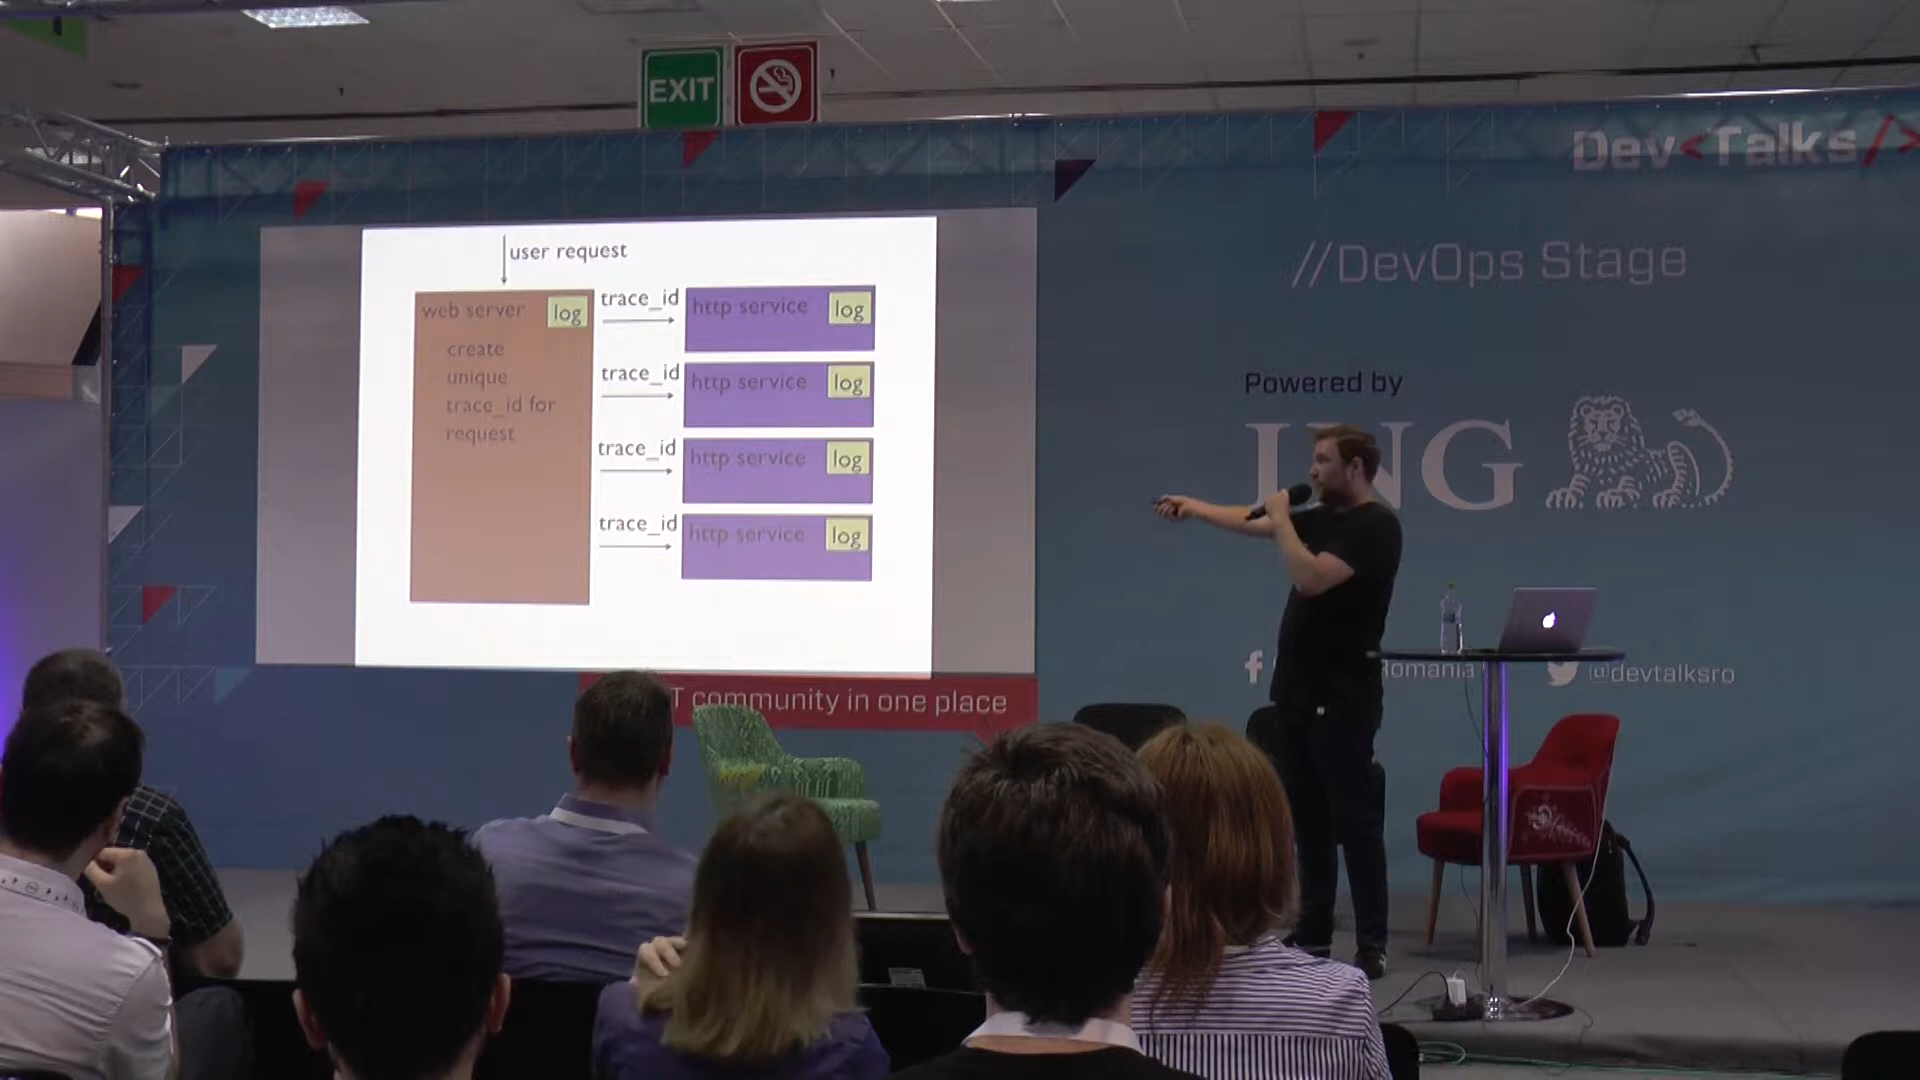 EXIT
Dev<Talks/>
//DevOps Stage
Powered by
ING
user request
web server
log
create
unique
trace_id for
request
trace_id
http service
log
trace_id
http service
log
trace_id
http service
log
trace_id
http service
log
community in one place
@devtalksro